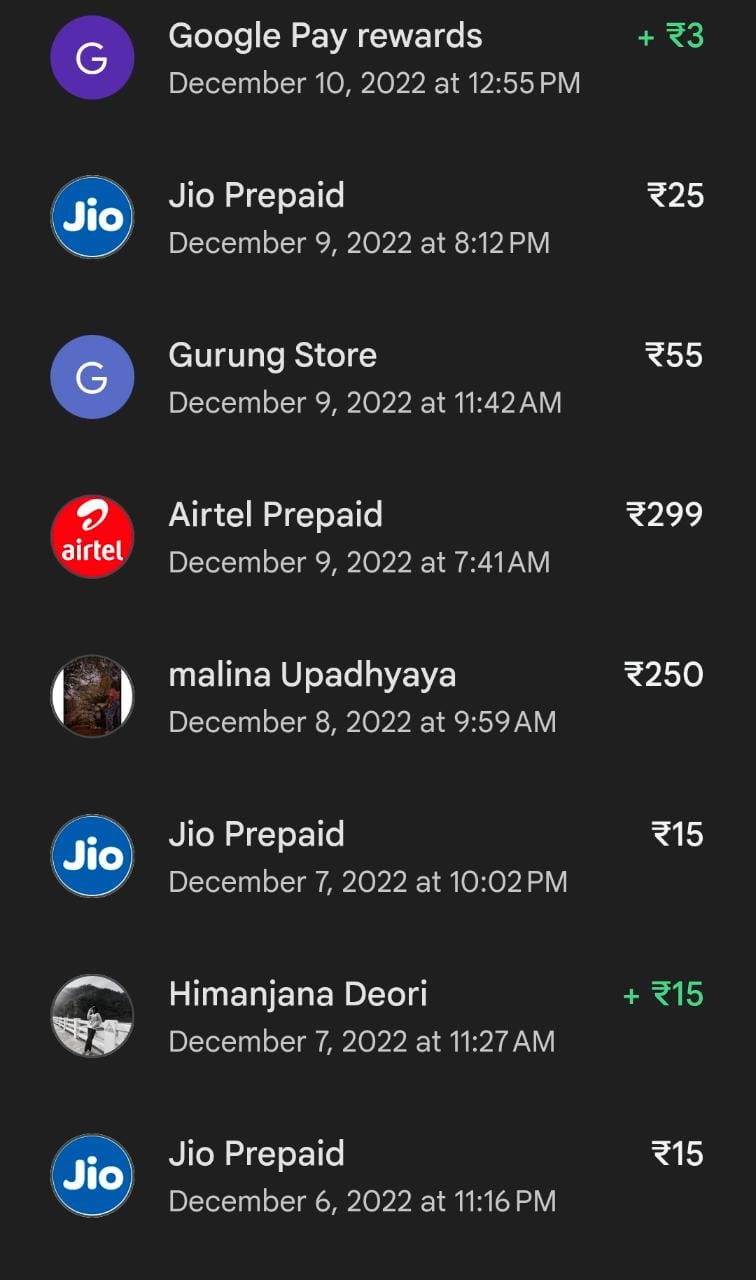 G
Google Pay rewards
+ ₹3
December 10, 2022 at 12:55 PM
Jio
Jio Prepaid
₹25
December 9, 2022 at 8:12 PM
G
Gurung Store
₹55
December 9, 2022 at 11:42 AM
airtel
Airtel Prepaid
₹299
December 9, 2022 at 7:41 AM
malina Upadhyaya
₹250
December 8, 2022 at 9:59 AM
Jio
Jio Prepaid
₹15
December 7, 2022 at 10:02 PM
Himanjana Deori
+ ₹15
December 7, 2022 at 11:27 AM
Jio
Jio Prepaid
₹15
December 6, 2022 at 11:16 PM